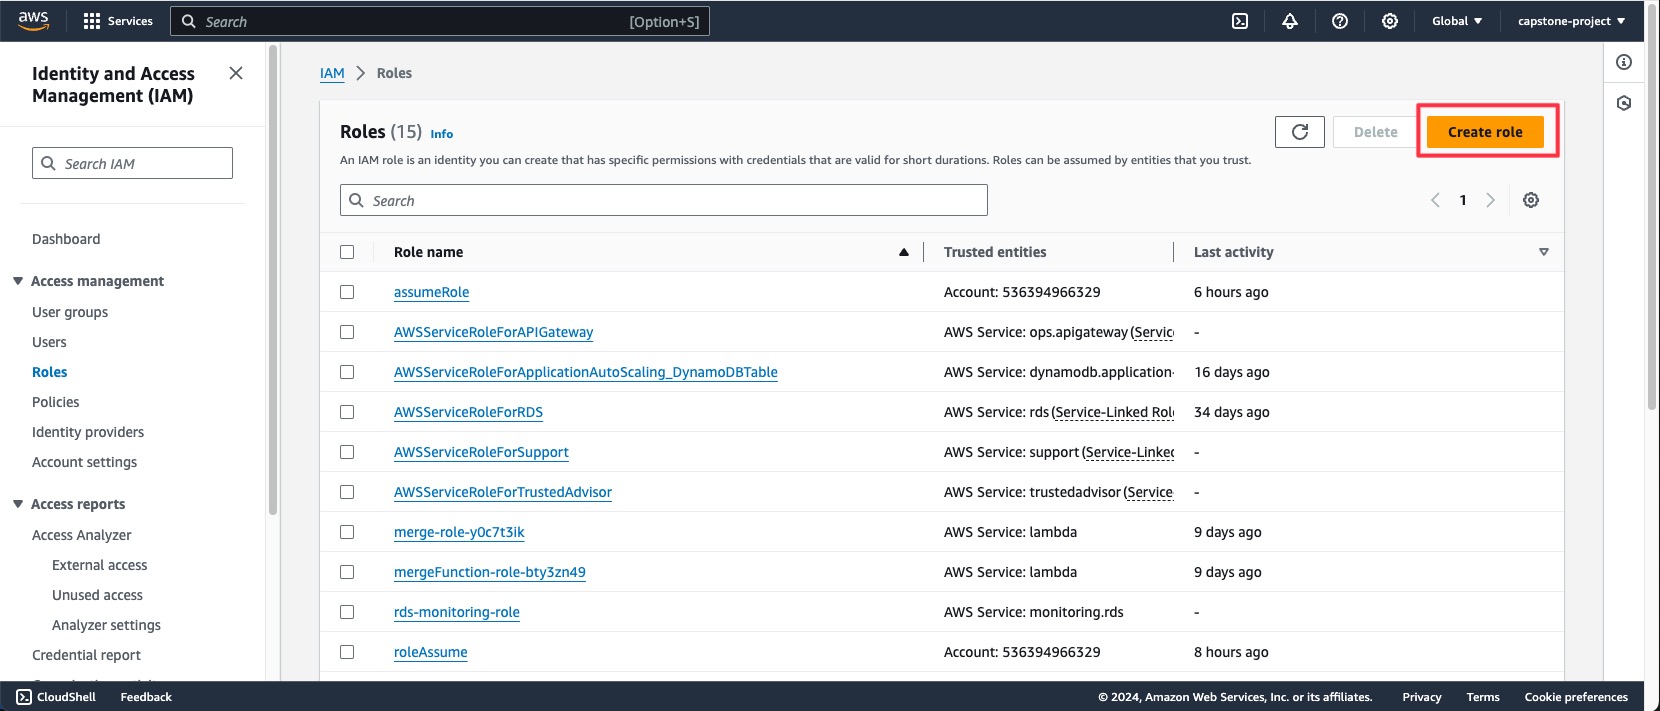 aws
Services
Search
[Option+S]
Global
capstone-project
Identity and Access
Management (IAM)
Search IAM
Dashboard
Access management
User groups
Users
Roles
Policies
Identity providers
Account settings
Access reports
Access Analyzer
External access
Unused access
Analyzer settings
Credential report
IAM > Roles
Roles (15) Info
Delete
Create role
An IAM role is an identity you can create that has specific permissions with credentials that are valid for short durations. Roles can be assumed by entities that you trust.
Search
1
Role name Trusted entities Last activity
assumeRole Account: 536394966329 6 hours ago
AWSServiceRoleForAPIGateway AWS Service: ops.apigateway (Servic -
AWSServiceRoleForApplicationAutoScaling_DynamoDBTable AWS Service: dynamodb.application- 16 days ago
AWSServiceRoleForRDS AWS Service: rds (Service-Linked Rol 34 days ago
AWSServiceRoleForSupport AWS Service: support (Service-Linked -
AWSServiceRoleForTrustedAdvisor AWS Service: trustedadvisor (Service -
merge-role-y0c7t3ik AWS Service: lambda 9 days ago
mergeFunction-role-bty3zn49 AWS Service: lambda 9 days ago
rds-monitoring-role AWS Service: monitoring.rds -
roleAssume Account: 536394966329 8 hours ago
CloudShell Feedback © 2024, Amazon Web Services, Inc. or its affiliates. Privacy Terms Cookie preferences